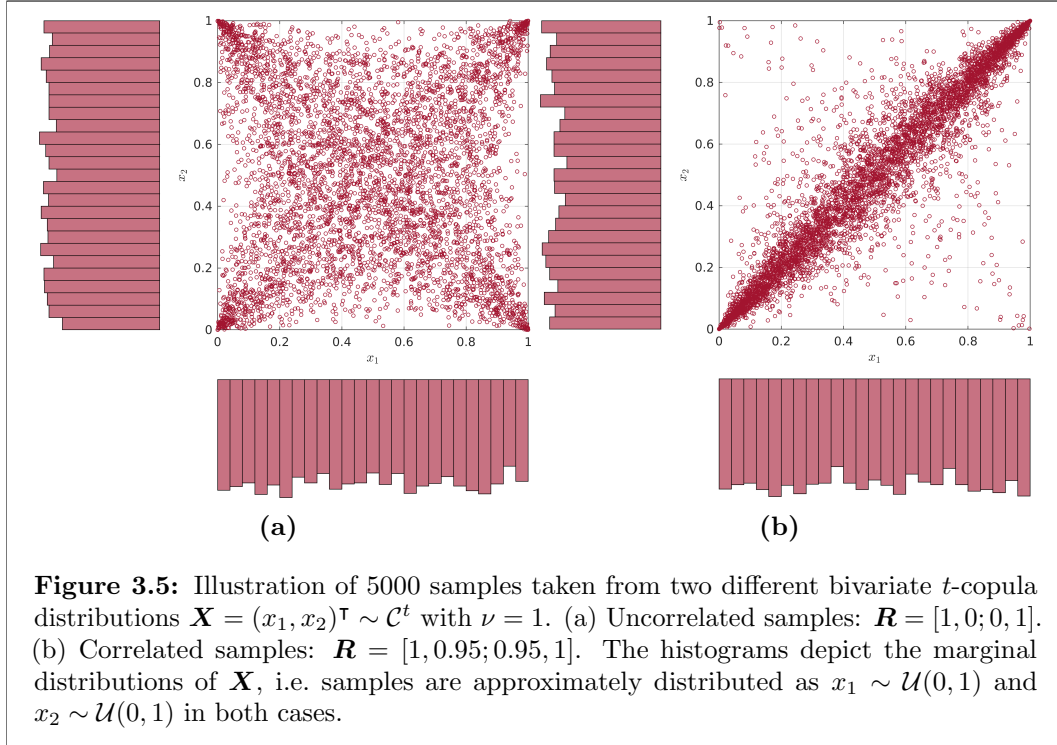 1
0.8
0.6
0.4
0.2
0
x₂
0 0.2 0.4 0.6 0.8 1
x₁
1
0.8
0.6
0.4
0.2
0
x₂
0 0.2 0.4 0.6 0.8 1
x₁
(a)
(b)
Figure 3.5: Illustration of 5000 samples taken from two different bivariate t-copula
distributions X = (x₁, x₂)ᵀ ∼ 𝒞ᵗ with ν = 1. (a) Uncorrelated samples: R = [1, 0; 0, 1].
(b) Correlated samples: R = [1, 0.95; 0.95, 1]. The histograms depict the marginal
distributions of X, i.e. samples are approximately distributed as x₁ ∼ 𝒰(0, 1) and
x₂ ∼ 𝒰(0, 1) in both cases.